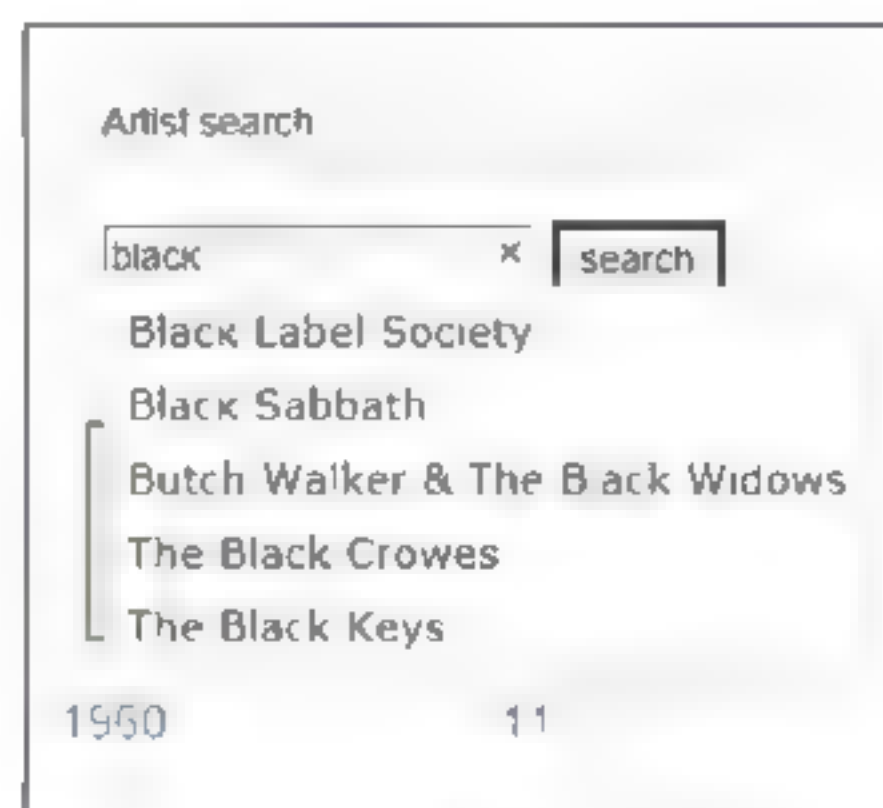 Artist search
black × search
Black Label Society
Black Sabbath
Butch Walker & The Black Widows
The Black Crowes
The Black Keys
11